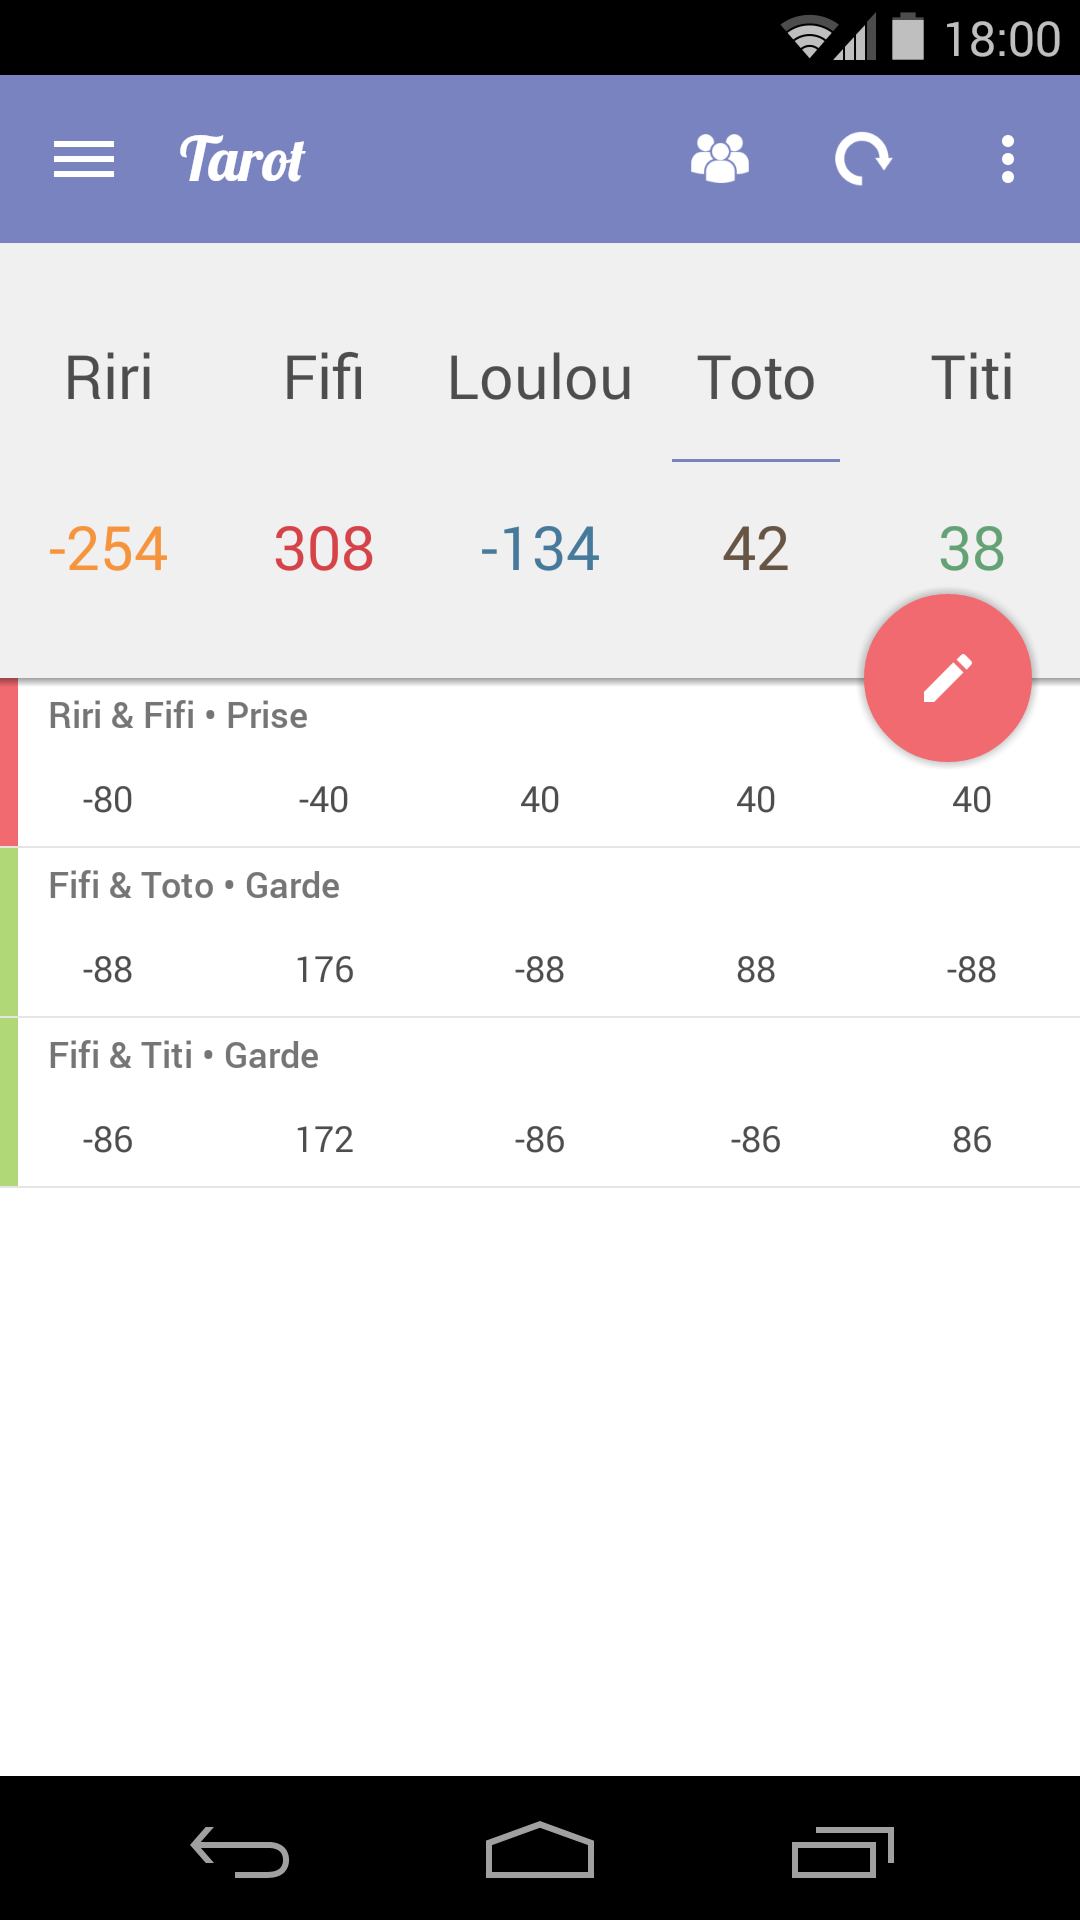 18:00
Tarot
Riri Fifi Loulou Toto Titi
-254 308 -134 42 38
Riri & Fifi • Prise
-80 -40 40 40 40
Fifi & Toto • Garde
-88 176 -88 88 -88
Fifi & Titi • Garde
-86 172 -86 -86 86